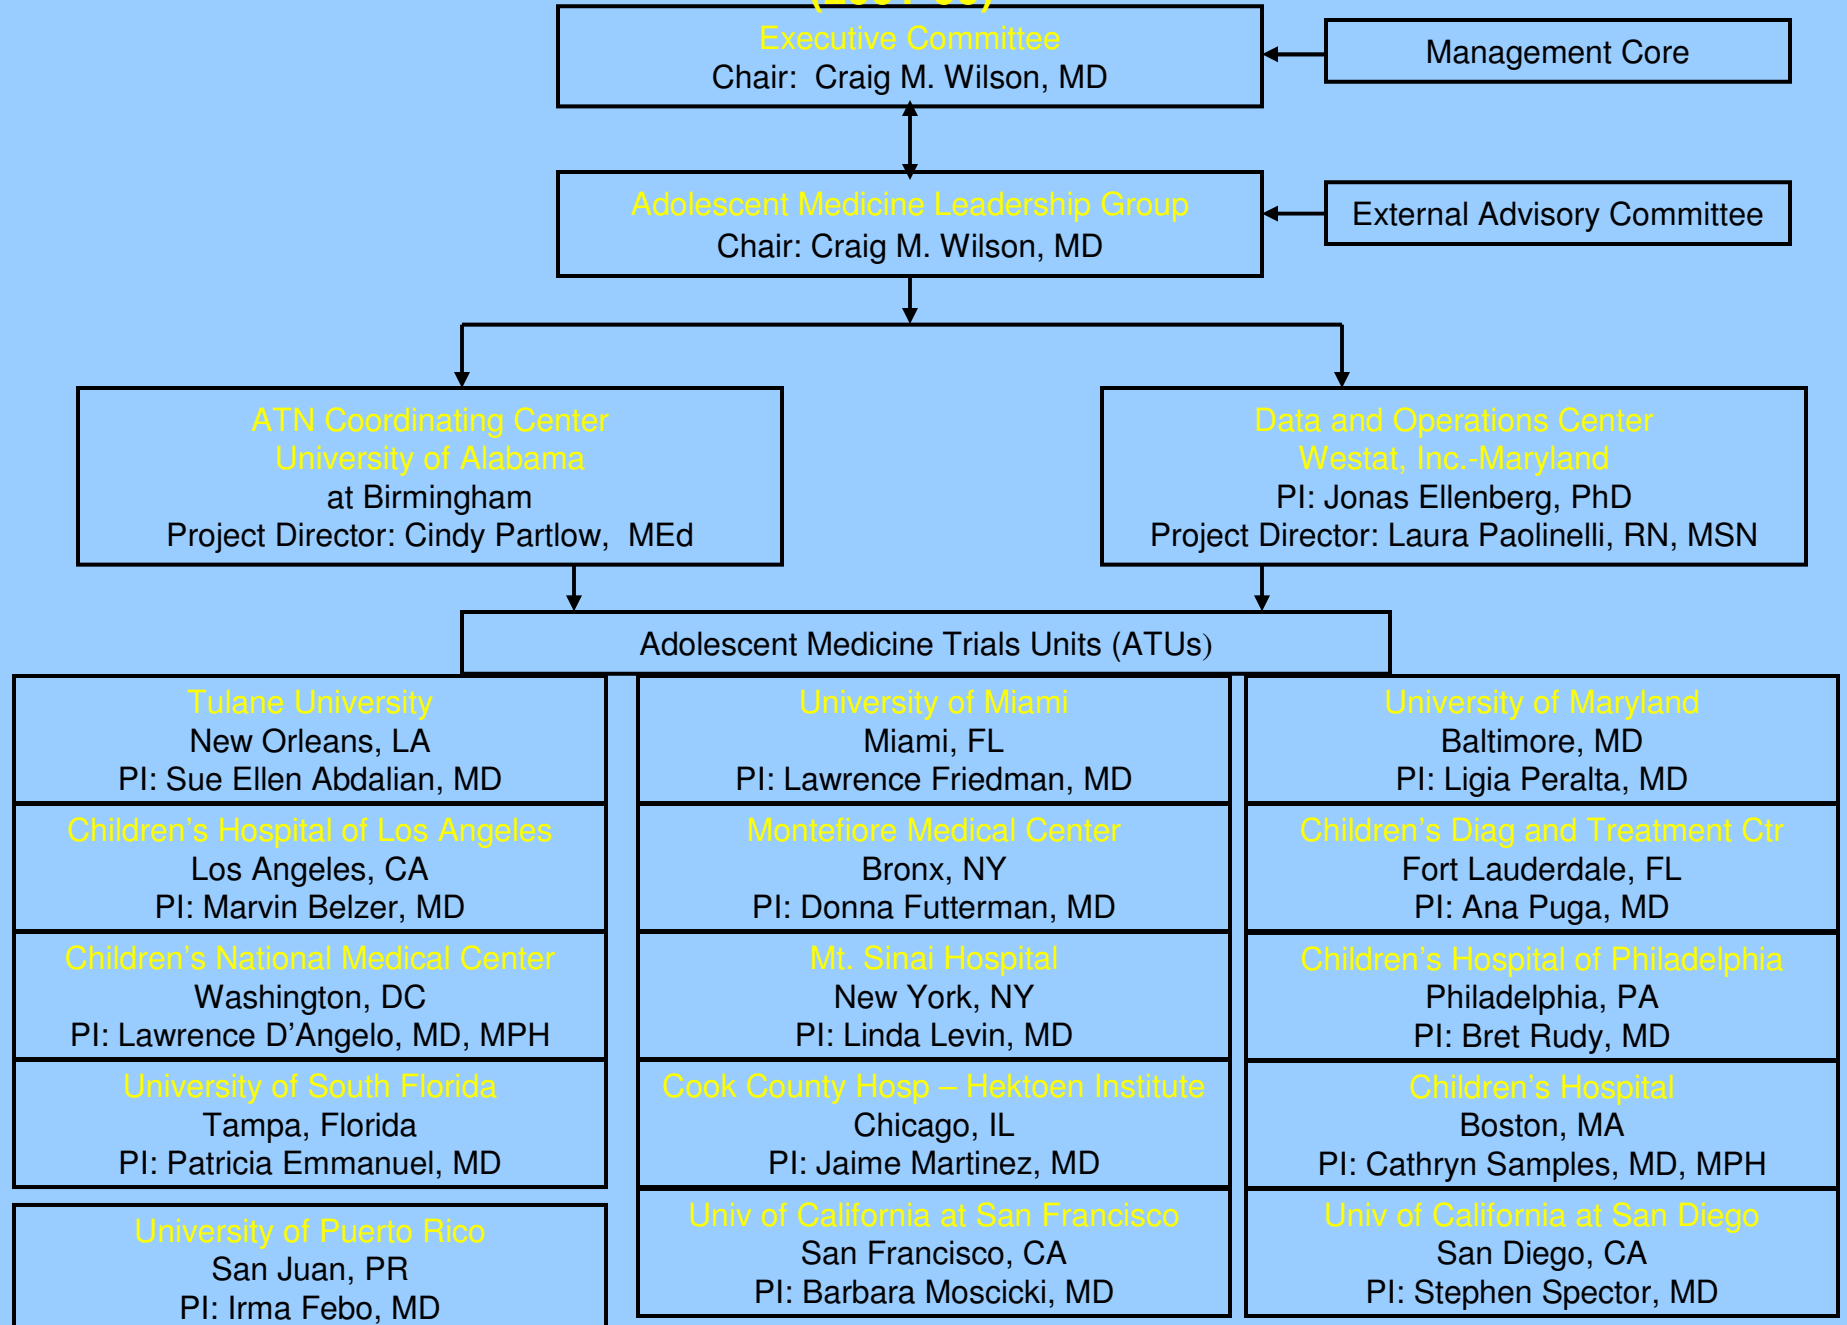 Executive Committee
Chair:  Craig M. Wilson, MD
Management Core
Adolescent Medicine Leadership Group
Chair: Craig M. Wilson, MD
External Advisory Committee
ATN Coordinating Center
University of Alabama
at Birmingham
Project Director: Cindy Partlow,  MEd
Data and Operations Center
Westat, Inc.-Maryland
PI: Jonas Ellenberg, PhD
Project Director: Laura Paolinelli, RN, MSN
Adolescent Medicine Trials Units (ATUs)
Tulane University
New Orleans, LA
PI: Sue Ellen Abdalian, MD
Children’s Hospital of Los Angeles
Los Angeles, CA
PI: Marvin Belzer, MD
Children’s National Medical Center
Washington, DC
PI: Lawrence D’Angelo, MD, MPH
University of South Florida
Tampa, Florida
PI: Patricia Emmanuel, MD
University of Puerto Rico
San Juan, PR
PI: Irma Febo, MD
University of Miami
Miami, FL
PI: Lawrence Friedman, MD
Montefiore Medical Center
Bronx, NY
PI: Donna Futterman, MD
Mt. Sinai Hospital
New York, NY
PI: Linda Levin, MD
Cook County Hosp – Hektoen Institute
Chicago, IL
PI: Jaime Martinez, MD
Univ of California at San Francisco
San Francisco, CA
PI: Barbara Moscicki, MD
University of Maryland
Baltimore, MD
PI: Ligia Peralta, MD
Children’s Diag and Treatment Ctr
Fort Lauderdale, FL
PI: Ana Puga, MD
Children’s Hospital of Philadelphia
Philadelphia, PA
PI: Bret Rudy, MD
Children’s Hospital
Boston, MA
PI: Cathryn Samples, MD, MPH
Univ of California at San Diego
San Diego, CA
PI: Stephen Spector, MD